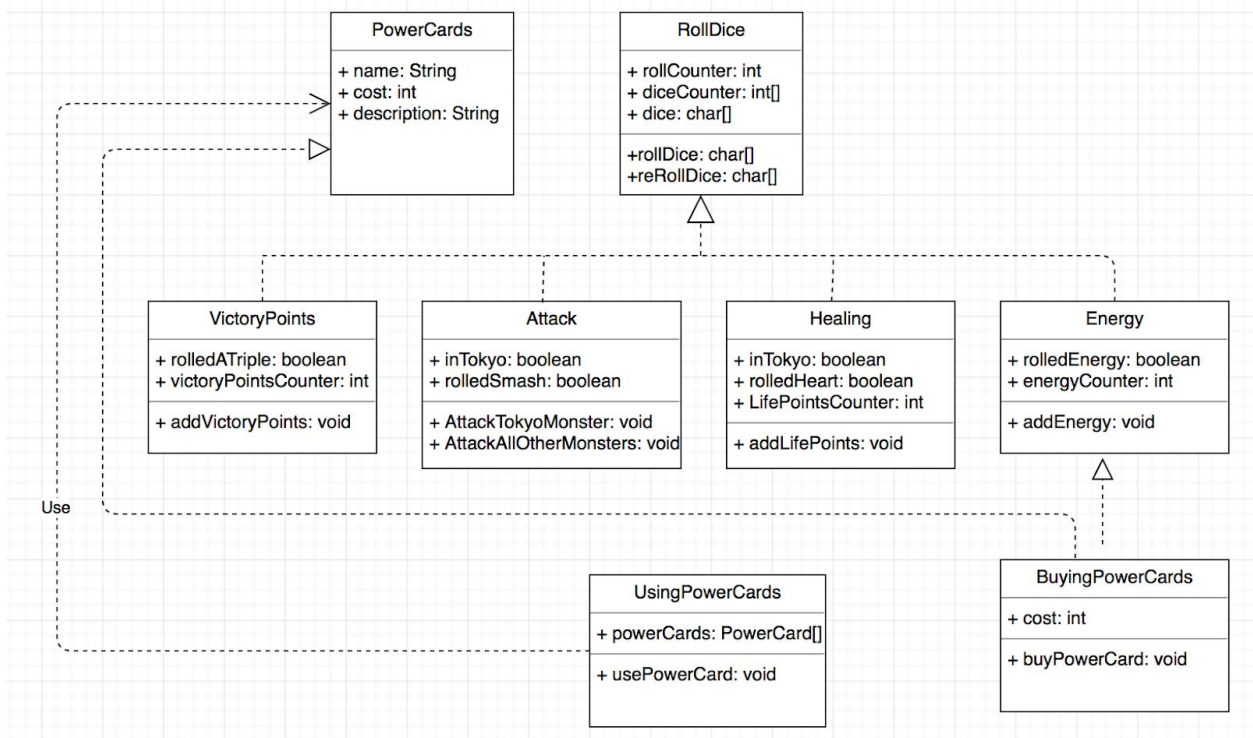 PowerCards
+ name: String
+ cost: int
+ description: String
RollDice
+ rollCounter: int
+ diceCounter: int[]
+ dice: char[]
+rollDice: char[]
+reRollDice: char[]
VictoryPoints
+ rolledATriple: boolean
+ victoryPointsCounter: int
+ addVictoryPoints: void
Attack
+ inTokyo: boolean
+ rolledSmash: boolean
+ AttackTokyoMonster: void
+ AttackAllOtherMonsters: void
Healing
+ inTokyo: boolean
+ rolledHeart: boolean
+ LifePointsCounter: int
+ addLifePoints: void
Energy
+ rolledEnergy: boolean
+ energyCounter: int
+ addEnergy: void
Use
UsingPowerCards
+ powerCards: PowerCard[]
+ usePowerCard: void
BuyingPowerCards
+ cost: int
+ buyPowerCard: void